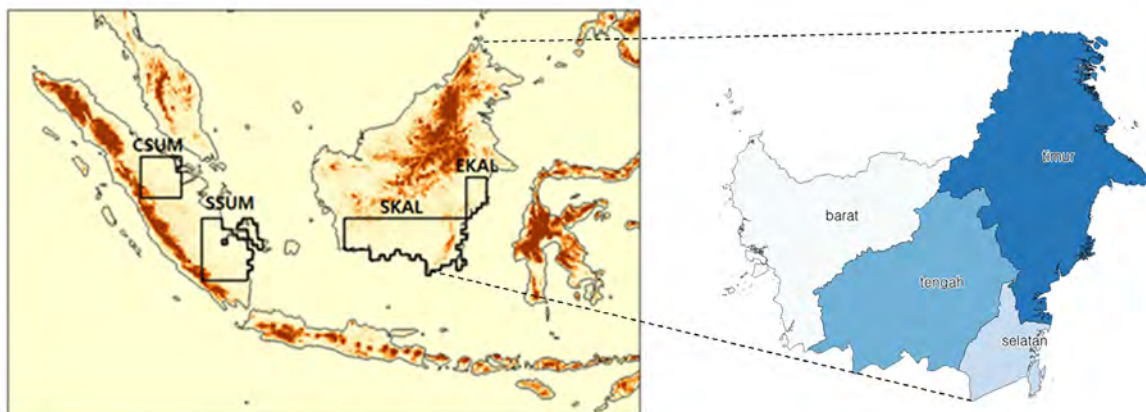 CSUM
SSUM
EKAL
SKAL
timur
barat
tengah
selatan